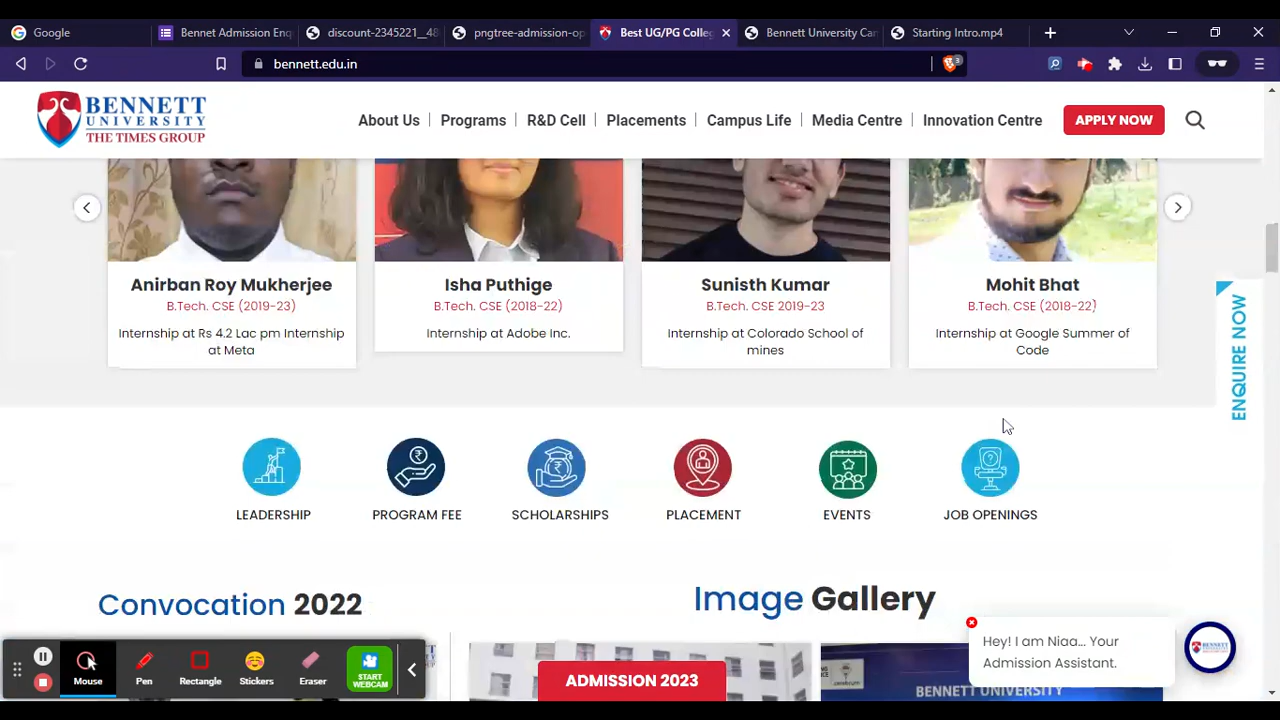 Google
Bennet Admission Enq
discount-2345221__48
pngtree-admission-op
Best UG/PG Colleg
Bennett University Can
Starting Intro.mp4
bennett.edu.in
3
BENNETT
UNIVERSITY
THE TIMES GROUP
About Us
Programs
R&D Cell
Placements
Campus Life
Media Centre
Innovation Centre
APPLY NOW
Anirban Roy Mukherjee
B.Tech. CSE (2019-23)
Internship at Rs 4.2 Lac pm Internship
at Meta
Isha Puthige
B.Tech. CSE (2018-22)
Internship at Adobe Inc.
Sunisth Kumar
B.Tech. CSE 2019-23
Internship at Colorado School of
mines
Mohit Bhat
B.Tech. CSE (2018-22)
Internship at Google Summer of
Code
ENQUIRE NOW
LEADERSHIP
PROGRAM FEE
SCHOLARSHIPS
PLACEMENT
EVENTS
JOB OPENINGS
Convocation 2022
Image Gallery
Hey! I am Niaa... Your
Admission Assistant.
ADMISSION 2023
BENNETT UNIVERSITY
Mouse
Pen
Rectangle
Stickers
Eraser
START
WEBCAM